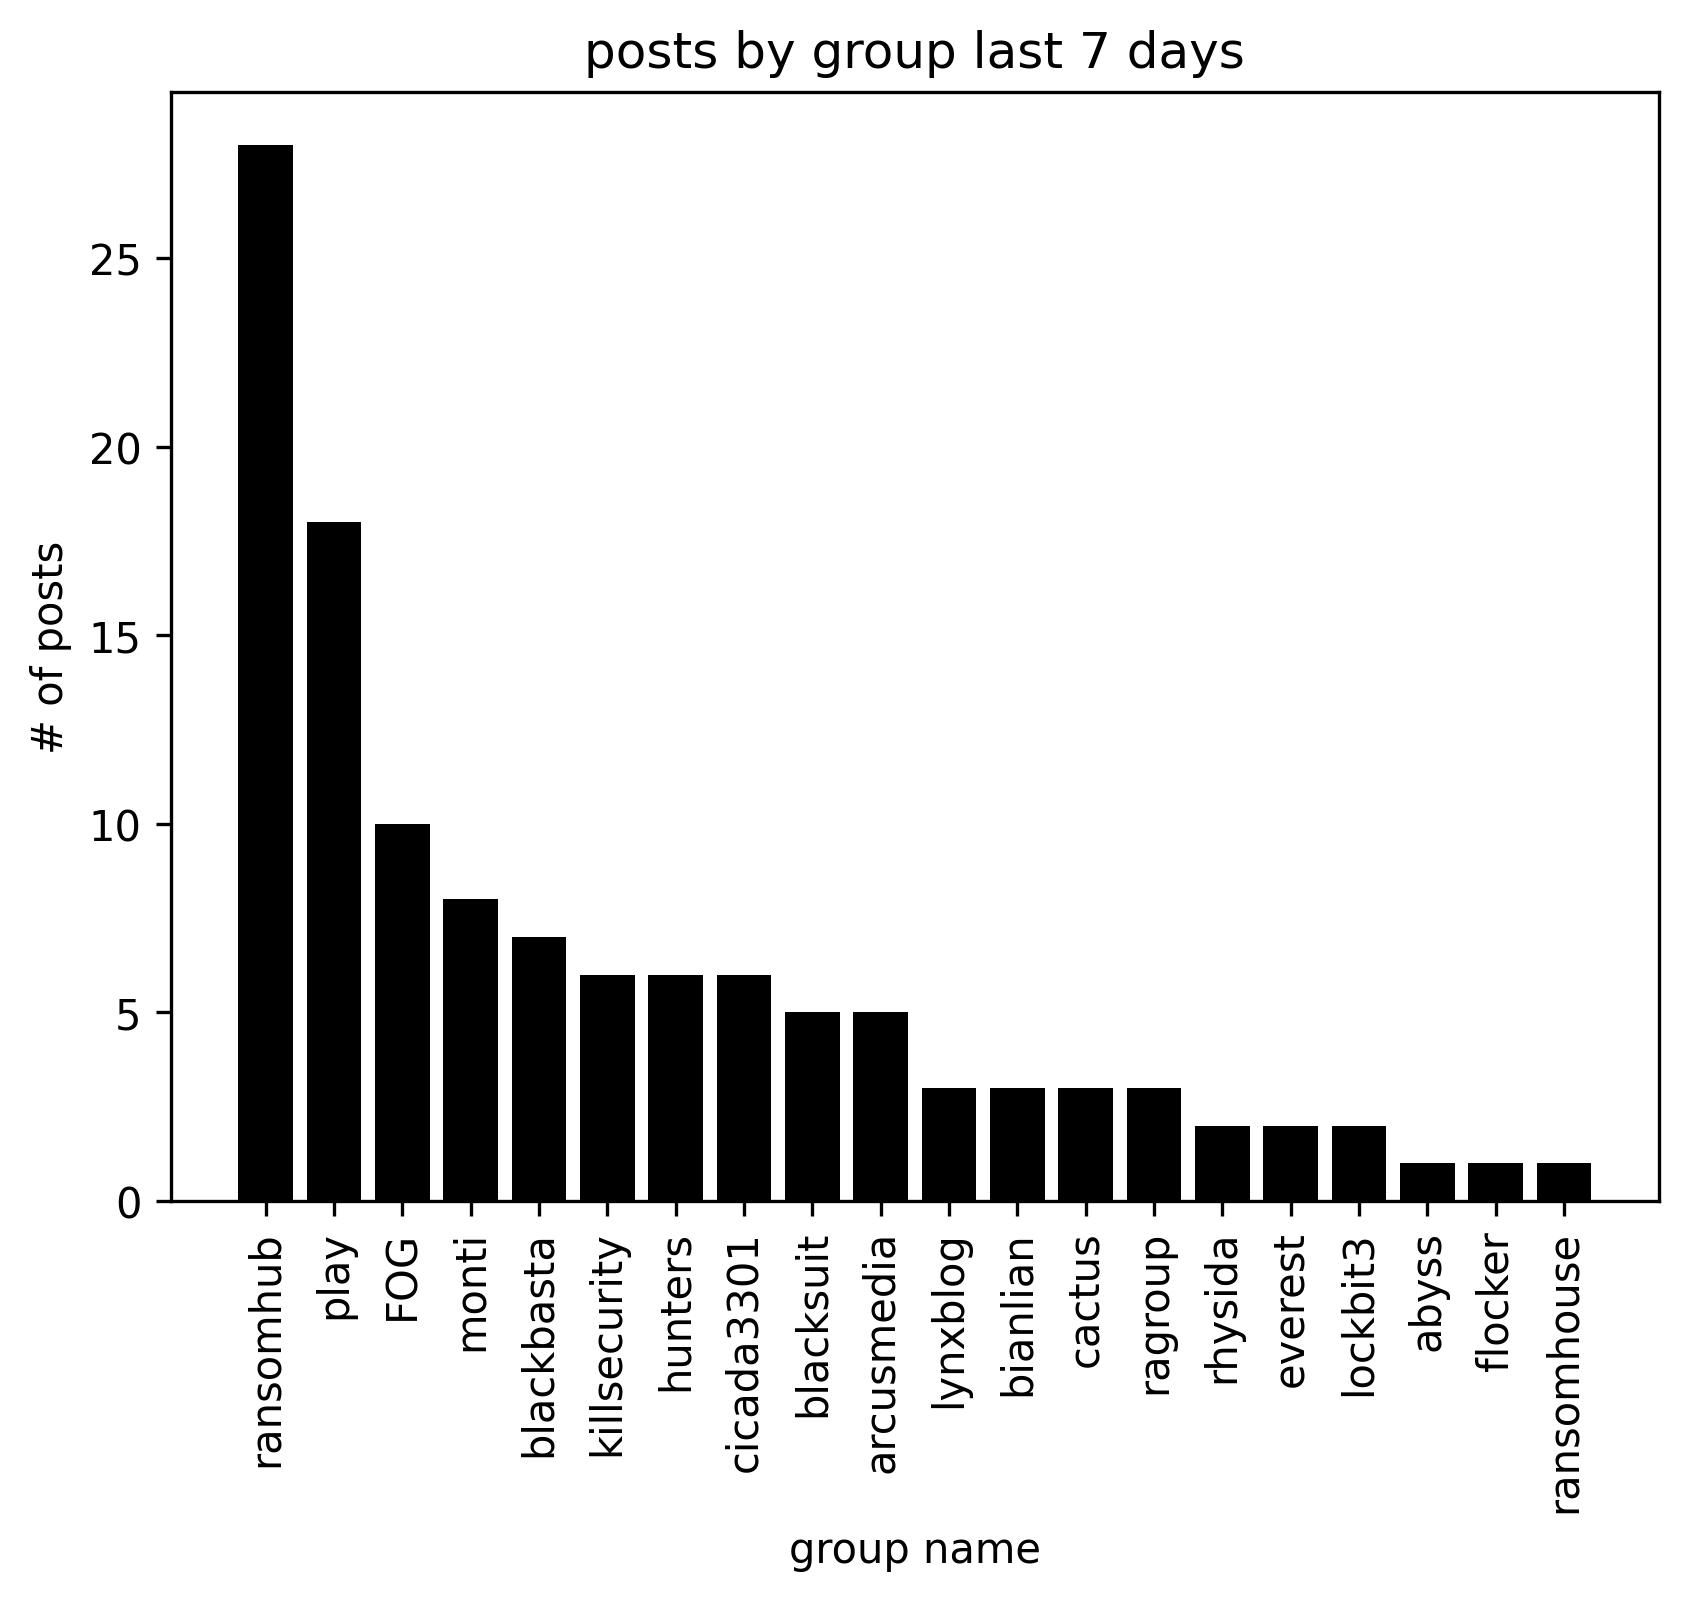 posts by group last 7 days
# of posts
25
20
15
10
5
0
ransomhub
play
FOG
monti
blackbasta
killsecurity
hunters
cicada3301
blacksuit
arcusmedia
lynxblog
bianlian
cactus
ragroup
rhysida
everest
lockbit3
abyss
flocker
ransomhouse
group name